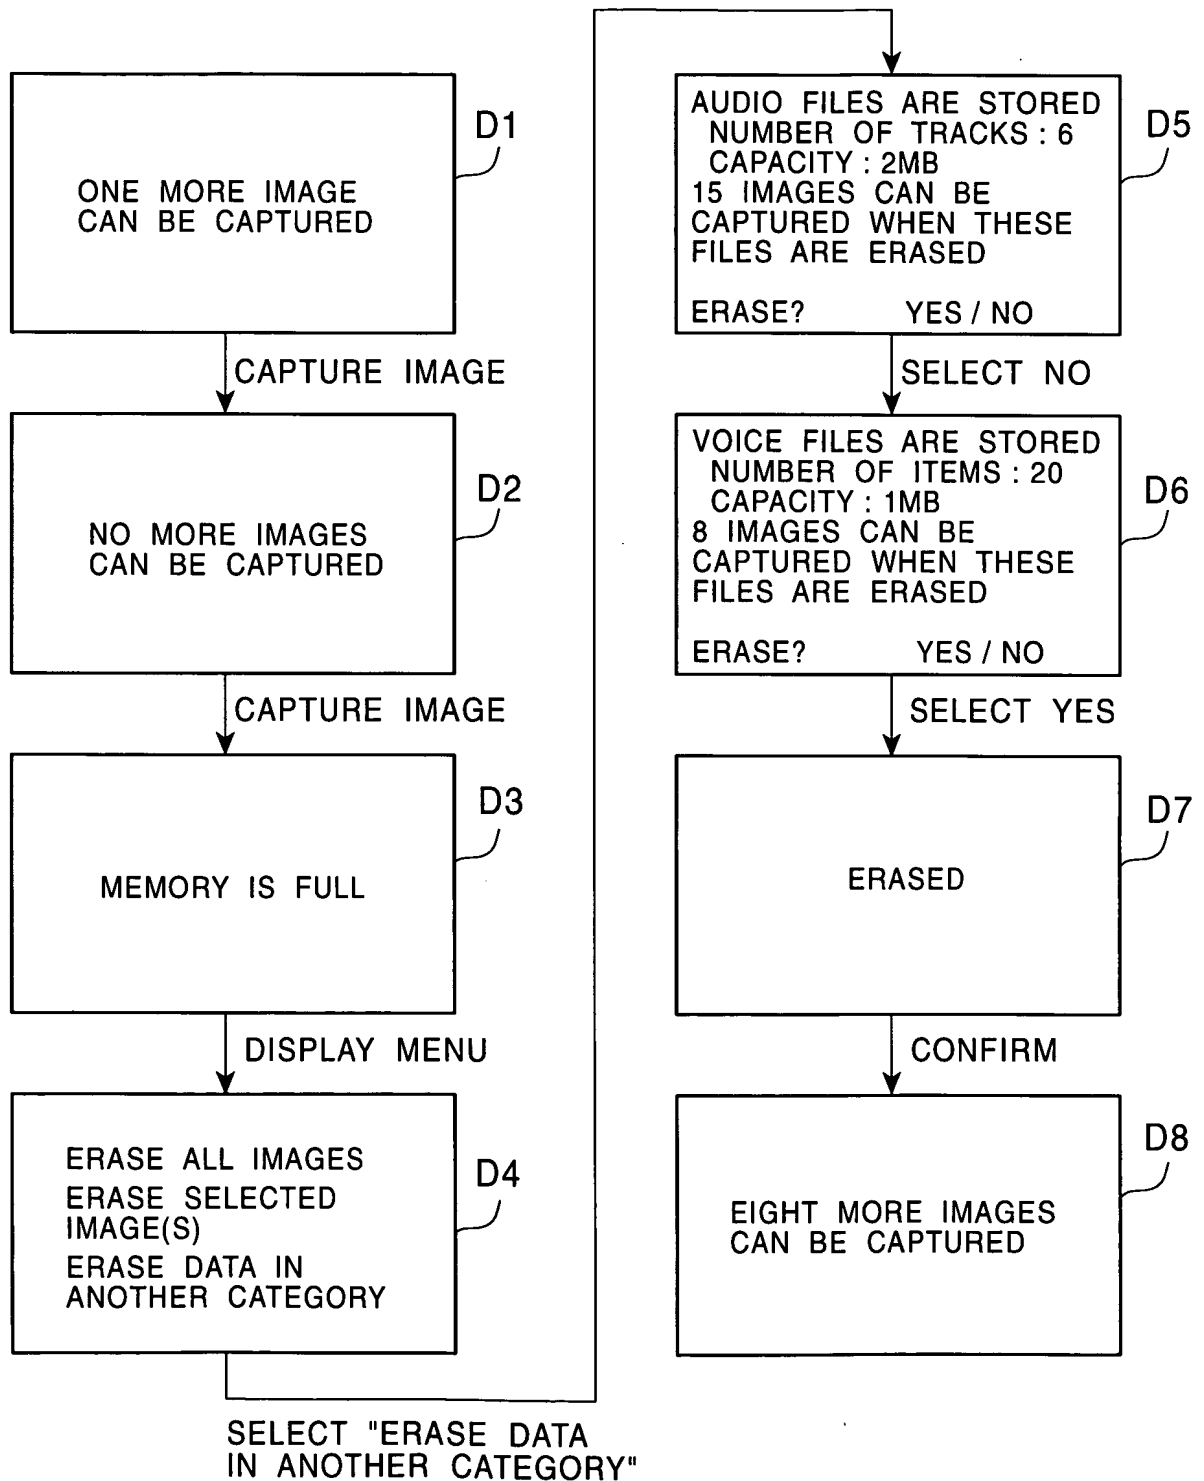 ONE MORE IMAGE
CAN BE CAPTURED
D1
CAPTURE IMAGE
NO MORE IMAGES
CAN BE CAPTURED
D2
CAPTURE IMAGE
MEMORY IS FULL
D3
DISPLAY MENU
ERASE ALL IMAGES
ERASE SELECTED
IMAGE(S)
ERASE DATA IN
ANOTHER CATEGORY
D4
SELECT "ERASE DATA
IN ANOTHER CATEGORY"
AUDIO FILES ARE STORED
NUMBER OF TRACKS : 6
CAPACITY : 2MB
15 IMAGES CAN BE
CAPTURED WHEN THESE
FILES ARE ERASED
ERASE? YES / NO
D5
SELECT NO
VOICE FILES ARE STORED
NUMBER OF ITEMS : 20
CAPACITY : 1MB
8 IMAGES CAN BE
CAPTURED WHEN THESE
FILES ARE ERASED
ERASE? YES / NO
D6
SELECT YES
ERASED
D7
CONFIRM
EIGHT MORE IMAGES
CAN BE CAPTURED
D8